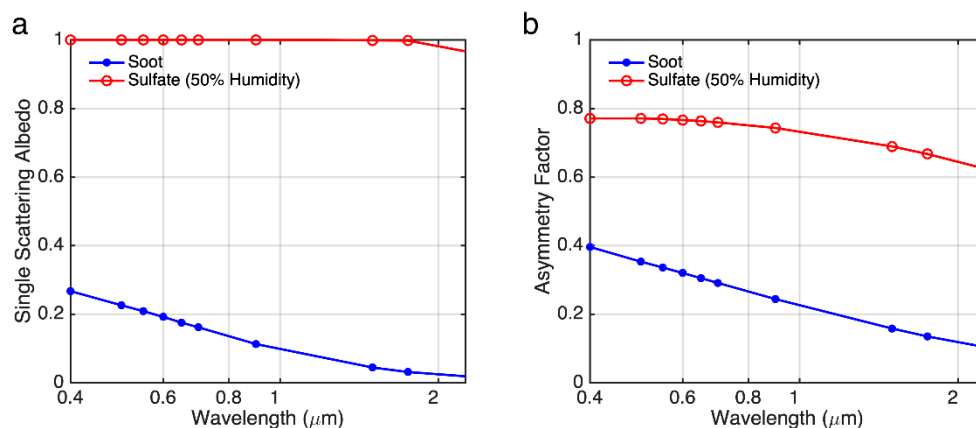 a
Single Scattering Albedo
1
0.8
0.6
0.4
0.2
0
Soot
Sulfate (50% Humidity)
0.4 0.6 0.8 1 2
Wavelength (μm)
b
Asymmetry Factor
1
0.8
0.6
0.4
0.2
0
Soot
Sulfate (50% Humidity)
0.4 0.6 0.8 1 2
Wavelength (μm)